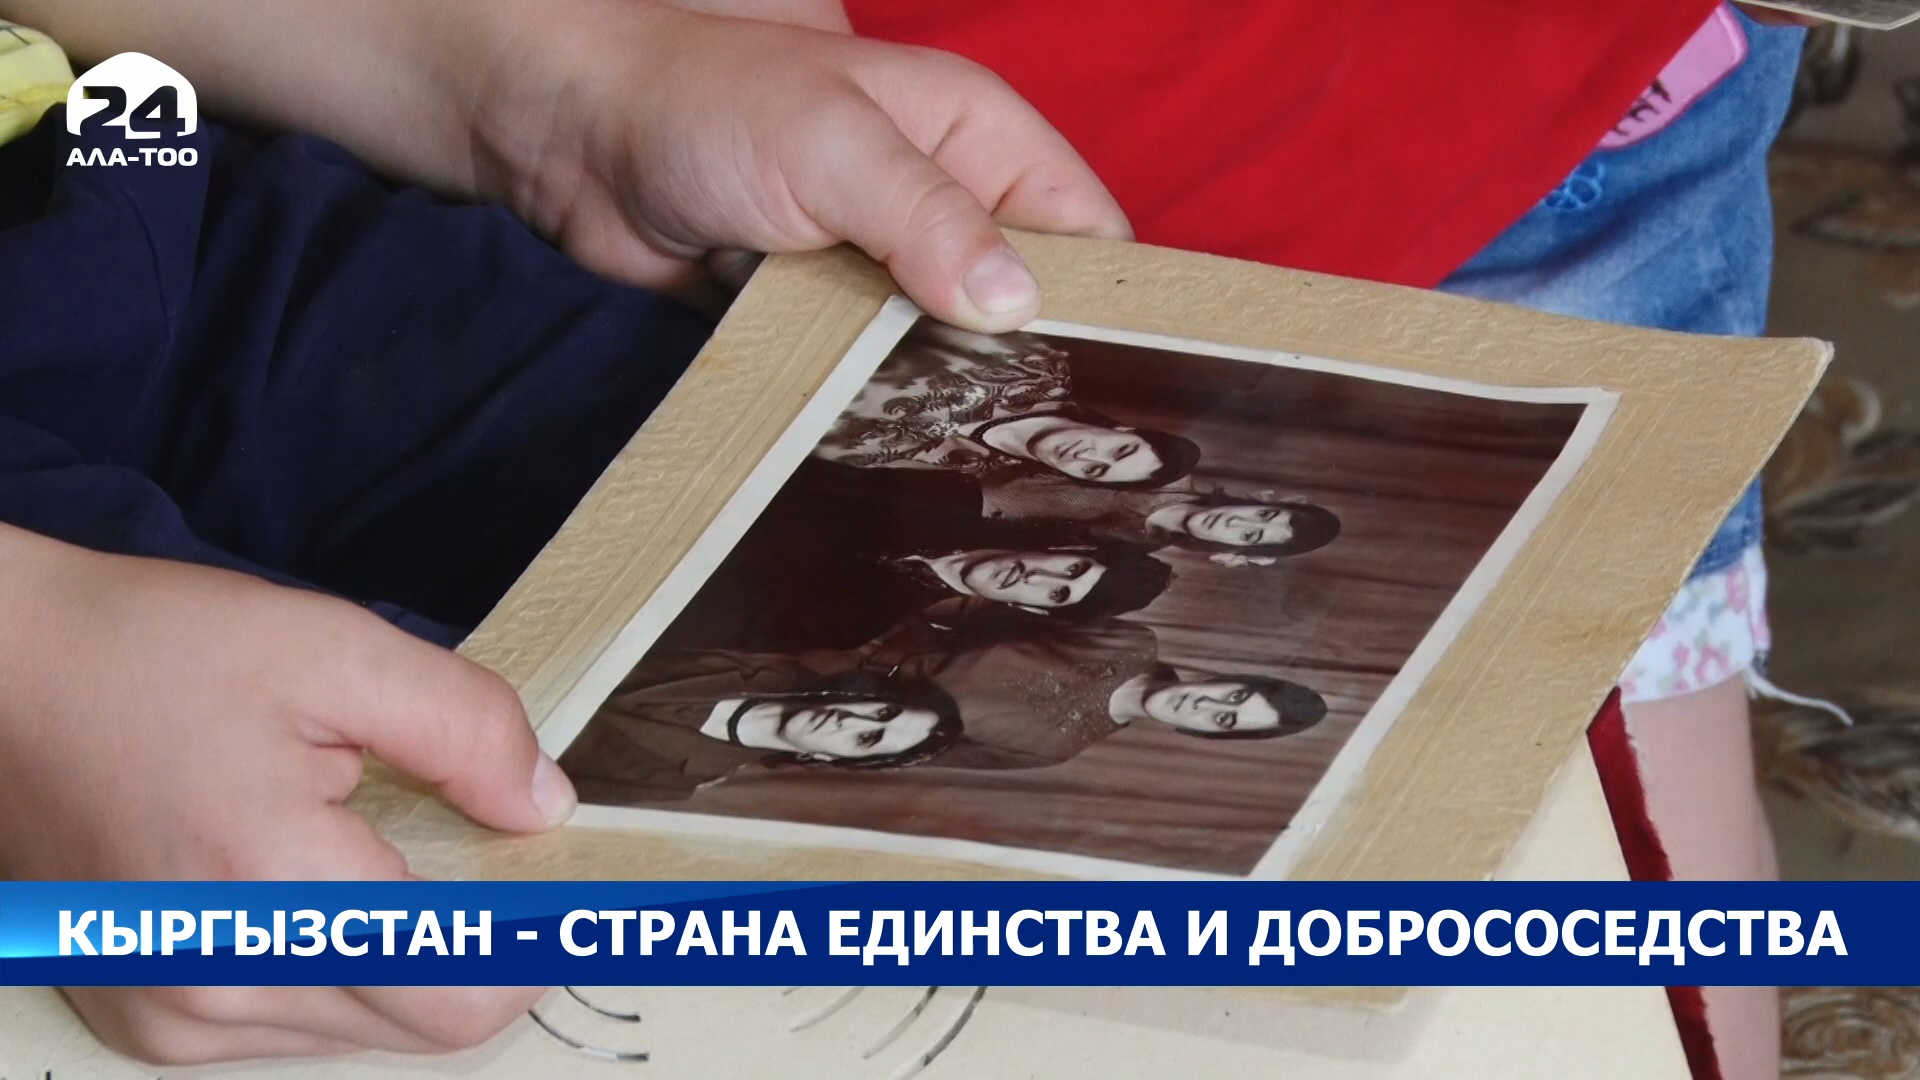 24
АЛА-ТОО
КЫРГЫЗСТАН - СТРАНА ЕДИНСТВА И ДОБРОСОСЕДСТВА